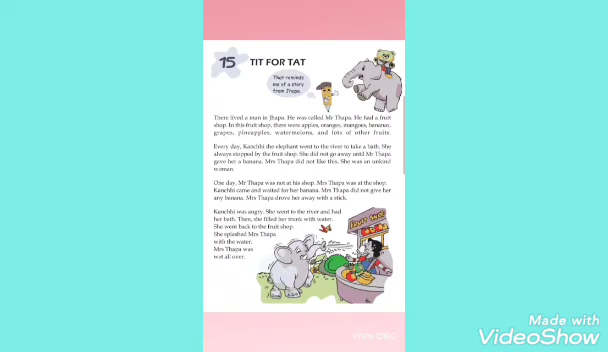 15 TIT FOR TAT
That reminds
me of a story
from Jhapa.
There lived a man in Jhapa. He was called Mr Thapa. He had a fruit
shop. In this fruit shop, there were apples, oranges, mangoes, bananas,
grapes, pineapples, watermelons, and lots of other fruits.
Every day, Kanchhi the elephant went to the river to take a bath. She
always stopped by the fruit shop. She did not go away until Mr Thapa
gave her a banana. Mrs Thapa did not like this. She was an unkind
woman.
One day, Mr Thapa was not at his shop. Mrs Thapa was at the shop.
Kanchhi came and waited for her banana. Mrs Thapa did not give her
any banana. Mrs Thapa drove her away with a stick.
Kanchhi was angry. She went to the river and had
her bath. Then, she filled her trunk with water.
She went back to the fruit shop.
She splashed Mrs Thapa
with the water.
Mrs Thapa was
wet all over.
FRUIT SHOP
VIVAVIDEO
Made with
VideoShow